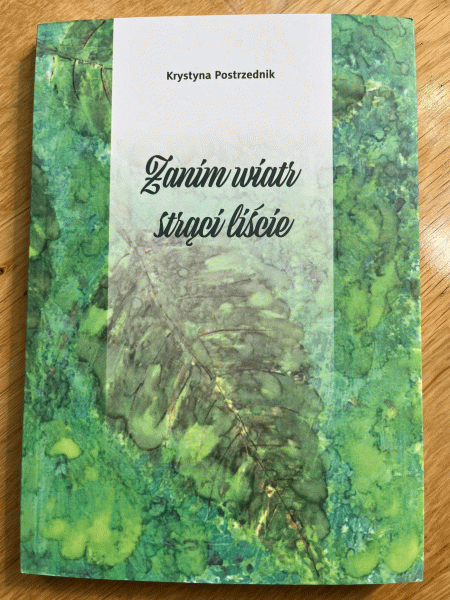 Krystyna Postrzednik
Zanim wiatr
strąci liście